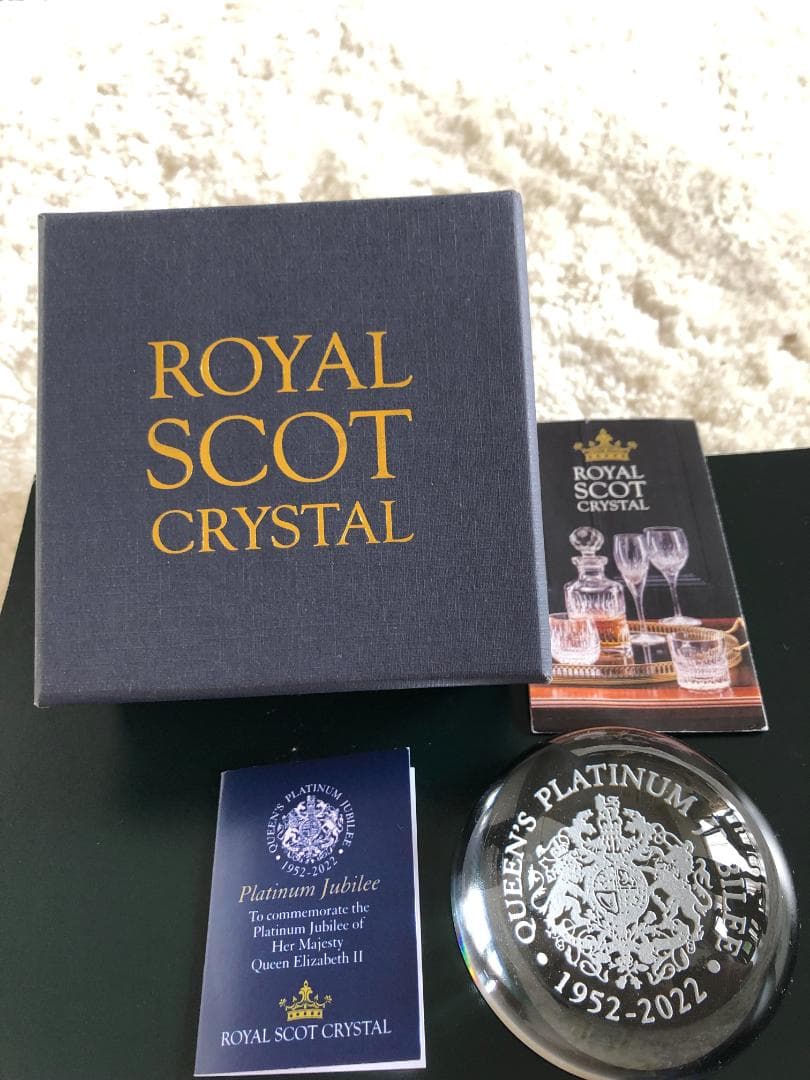 ROYAL
SCOT
CRYSTAL
ROYAL
SCOT
CRYSTAL
QUEEN'S PLATINUM JUBILEE
• 1952-2022 •
Platinum Jubilee
To commemorate the
Platinum Jubilee of
Her Majesty
Queen Elizabeth II
ROYAL SCOT CRYSTAL
QUEEN'S PLATINUM J BILEE
• 1952-2022 •